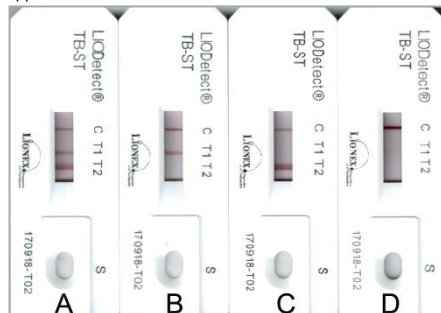 LIODetect®
TB-ST
C T1 T2
LIONEX
S
170918-T02
A
LIODetect®
TB-ST
C T1 T2
LIONEX
S
170918-T02
B
LIODetect®
TB-ST
C T1 T2
LIONEX
S
170918-T02
C
LIODetect®
TB-ST
C T1 T2
LIONEX
S
170918-T02
D